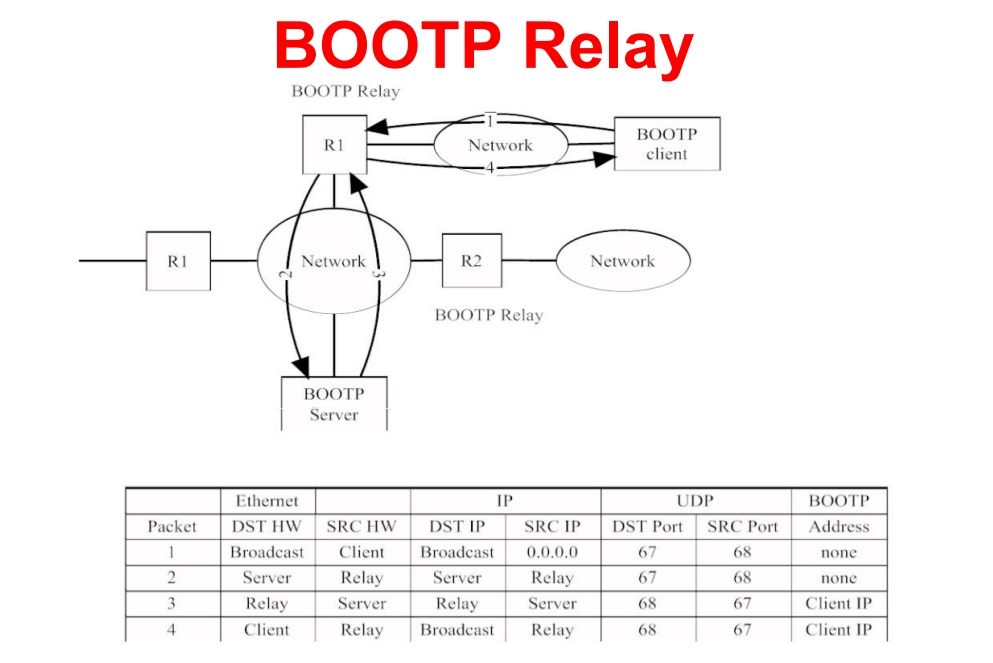 BOOTP Relay
BOOTP Relay
R1
1
Network
4
BOOTP
client
R1
2
Network
3
R2
Network
BOOTP Relay
BOOTP
Server
Ethernet IP UDP BOOTP
Packet DST HW SRC HW DST IP SRC IP DST Port SRC Port Address
1 Broadcast Client Broadcast 0.0.0.0 67 68 none
2 Server Relay Server Relay 67 68 none
3 Relay Server Relay Server 68 67 Client IP
4 Client Relay Broadcast Relay 68 67 Client IP